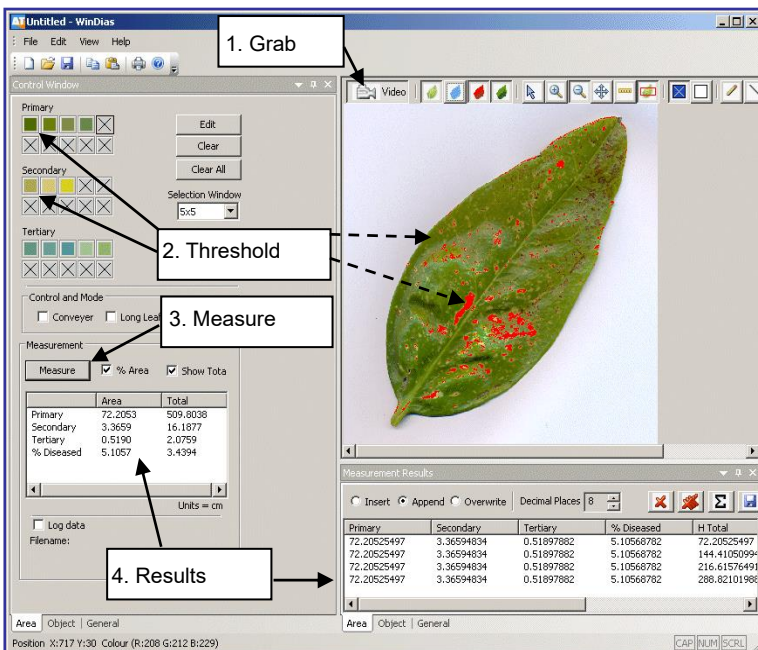 Untitled - WinDias
File Edit View Help
1. Grab
Control Window
Primary
Edit
Clear
Clear All
Secondary
Selection Window
5x5
Tertiary
2. Threshold
Control and Mode
Conveyer Long Leaf
3. Measure
Measurement
Measure % Area Show Tota
Area Total
Primary 72.2053 509.8038
Secondary 3.3659 16.1877
Tertiary 0.5190 2.0759
% Diseased 5.1057 3.4394
Units = cm
Log data
Filename:
4. Results
Area Object General
Video
Measurement Results
Insert Append Overwrite Decimal Places 8 Σ
Primary Secondary Tertiary % Diseased H Total
72.20525497 3.36594834 0.51897882 5.10568782 72.20525497
72.20525497 3.36594834 0.51897882 5.10568782 144.41050994
72.20525497 3.36594834 0.51897882 5.10568782 216.61576491
72.20525497 3.36594834 0.51897882 5.10568782 288.82101988
Area Object General
Position X:717 Y:30 Colour (R:208 G:212 B:229)
CAP NUM SCRL